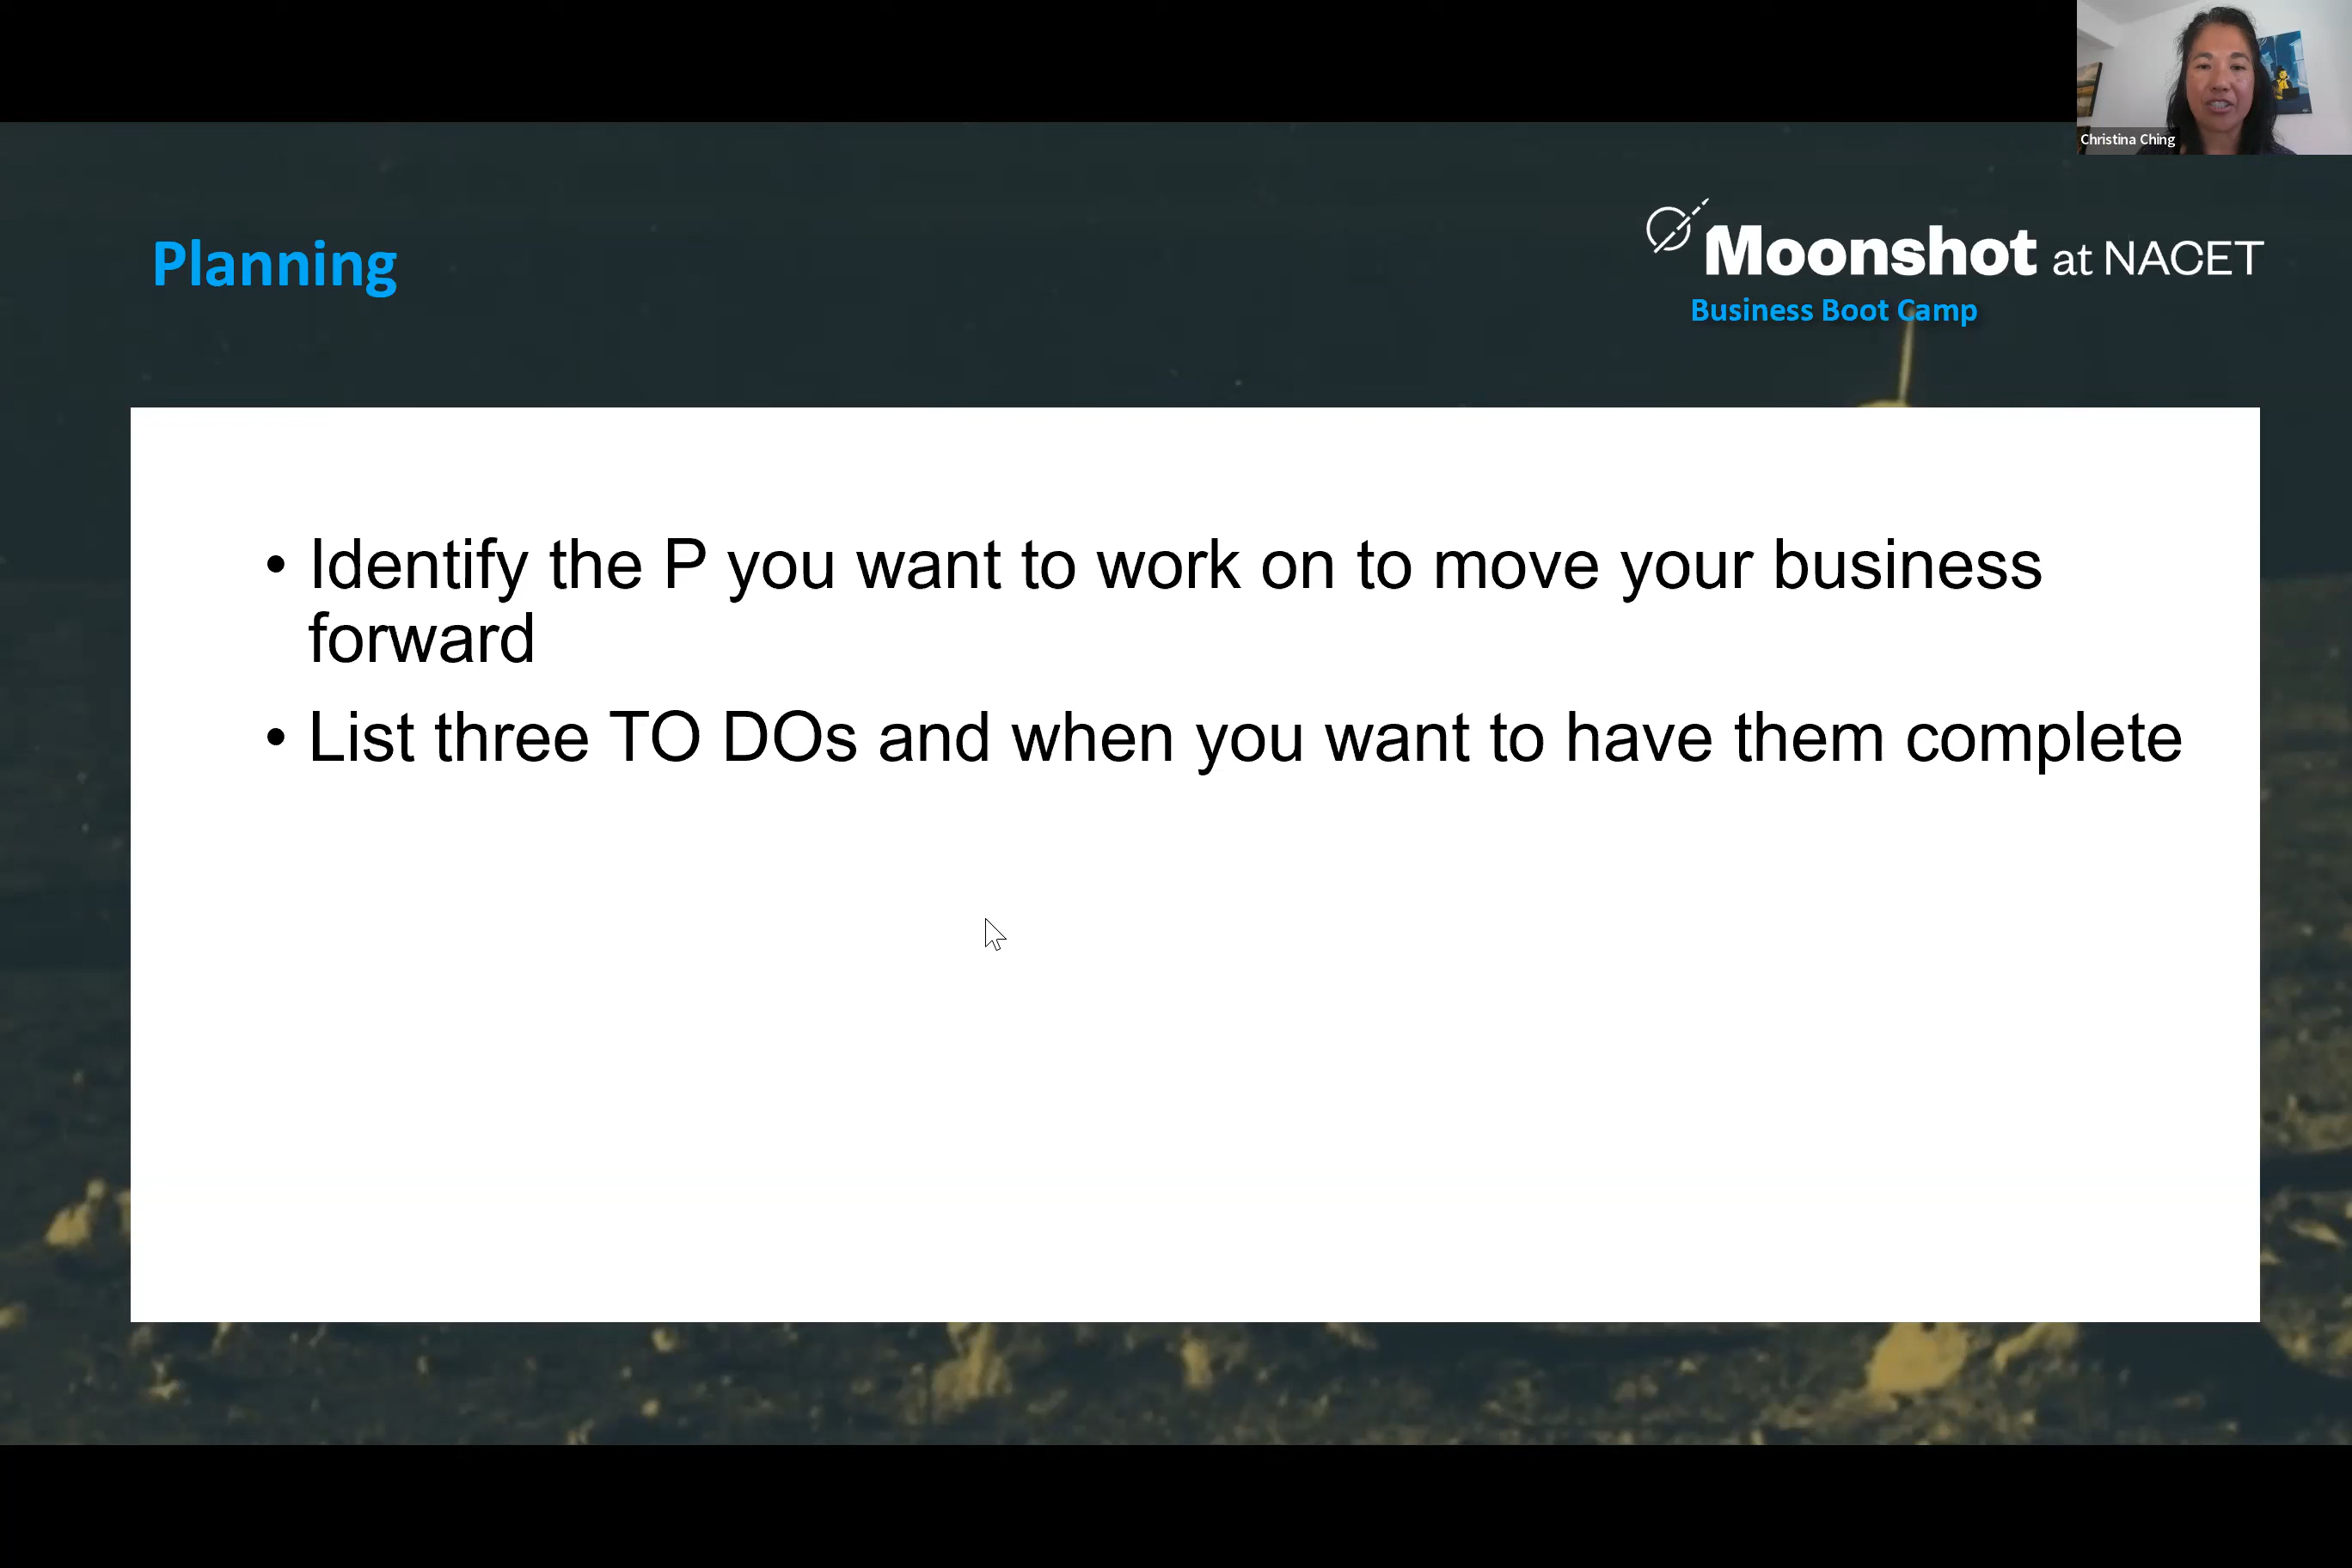 Christina Ching
Planning
Moonshot at NACET
Business Boot Camp
• Identify the P you want to work on to move your business
forward
• List three TO DOs and when you want to have them complete